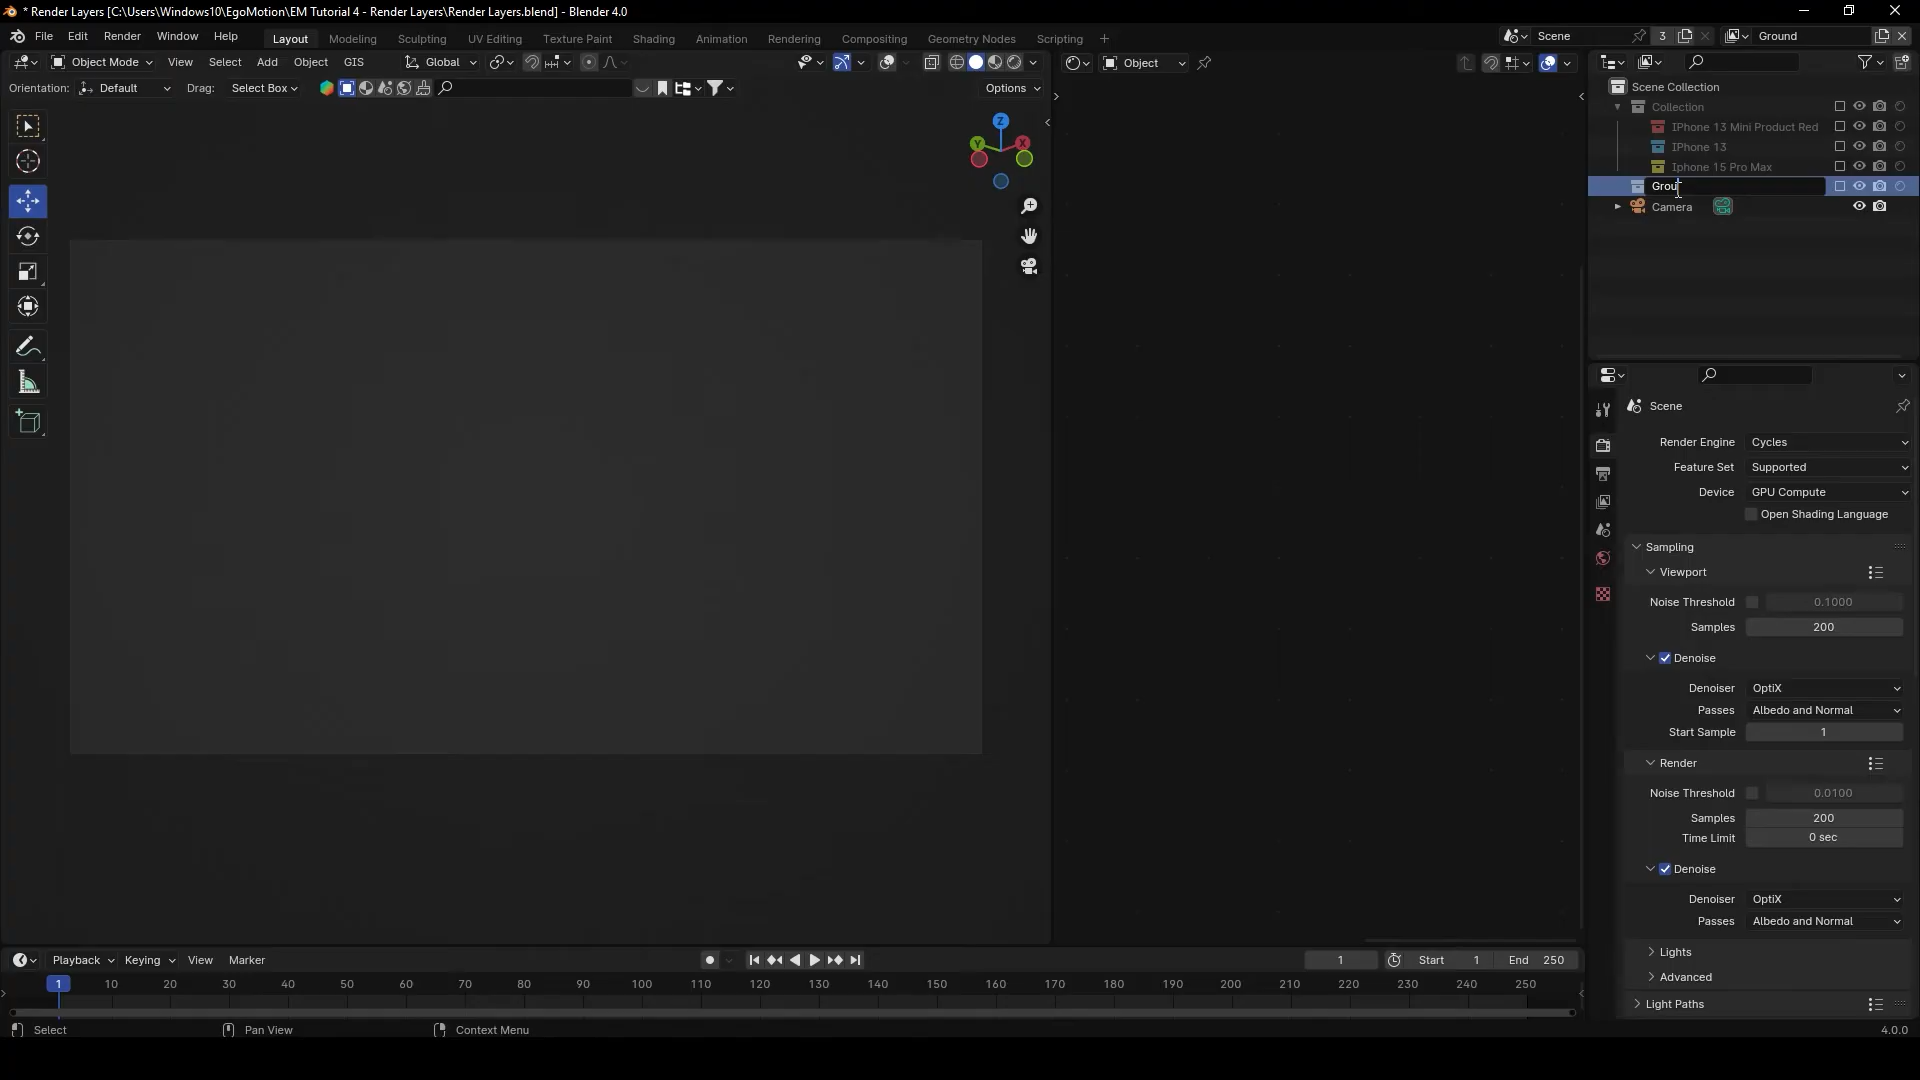 * Render Layers [C:\Users\Windows10\EgoMotion\EM Tutorial 4 - Render Layers\Render Layers.blend] - Blender 4.0
File Edit Render Window Help Layout Modeling Sculpting UV Editing Texture Paint Shading Animation Rendering Compositing Geometry Nodes Scripting + Scene 3 Ground
Object Mode View Select Add Object GIS Global Object
Orientation: Default Drag: Select Box Options
Z
Y X
Scene Collection
Collection
IPhone 13 Mini Product Red
IPhone 13
Iphone 15 Pro Max
Grou
Camera
Scene
Render Engine Cycles
Feature Set Supported
Device GPU Compute
Open Shading Language
Sampling
Viewport
Noise Threshold 0.1000
Samples 200
Denoise
Denoiser OptiX
Passes Albedo and Normal
Start Sample 1
Render
Noise Threshold 0.0100
Samples 200
Time Limit 0 sec
Denoise
Denoiser OptiX
Passes Albedo and Normal
Lights
Advanced
Light Paths
Playback Keying View Marker 1 Start 1 End 250
1 10 20 30 40 50 60 70 80 90 100 110 120 130 140 150 160 170 180 190 200 210 220 230 240 250
Select Pan View Context Menu 4.0.0